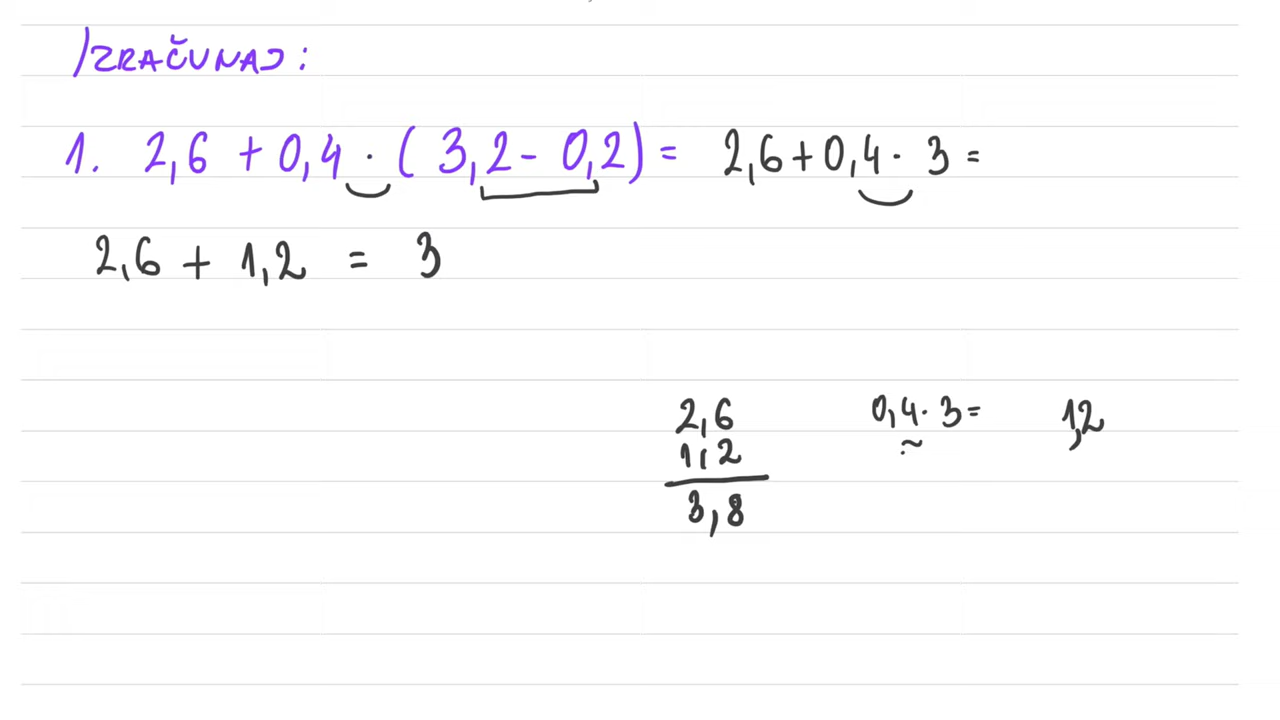 IZRAČUNAJ:
1. 2,6 + 0,4 · ( 3,2 - 0,2) = 2,6 + 0,4 · 3 =
2,6 + 1,2 = 3
2,6
1,2
3,8
0,4 · 3 = 1,2